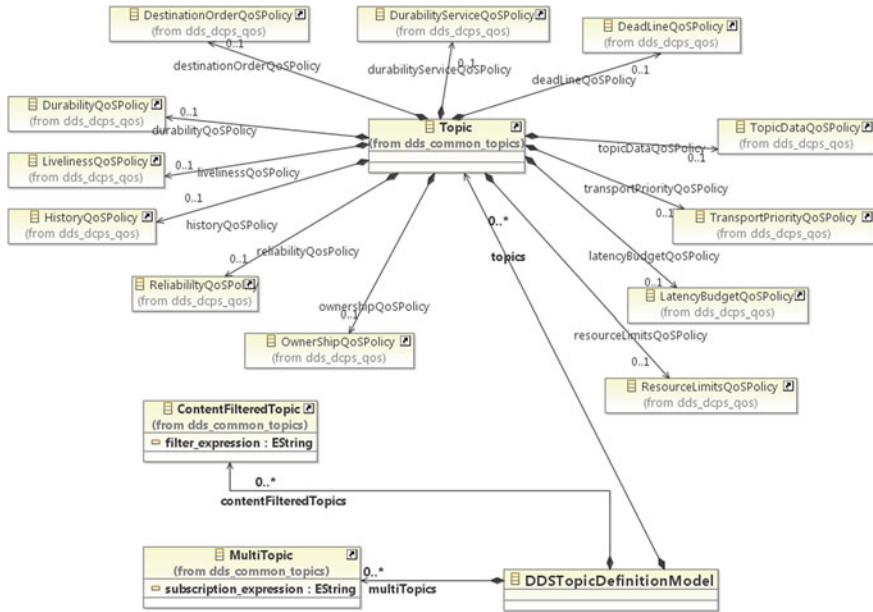 DestinationOrderQoSPolicy
(from dds_dcps_qos)
0..1
destinationOrderQoSPolicy
DurabilityServiceQoSPolicy
(from dds_dcps_qos)
0..1
durabilityServiceQoSPolicy
DeadLineQoSPolicy
(from dds_dcps_qos)
0..1
deadLineQoSPolicy
DurabilityQoSPolicy
(from dds_dcps_qos)
0..1
durabilityQoSPolicy
Topic
(from dds_common_topics)
TopicDataQoSPolicy
(from dds_dcps_qos)
topicDataQoSPolicy
0..1
LivelinessQoSPolicy
(from dds_dcps_qos)
0..1
livelinessQoSPolicy
transportPriorityQoSPolicy
0..1
TransportPriorityQoSPolicy
(from dds_dcps_qos)
HistoryQoSPolicy
(from dds_dcps_qos)
0..1
historyQoSPolicy
0..*
topics
reliabilityQosPolicy
0..1
ReliabililtyQoSPolicy
(from dds_dcps_qos)
latencyBudgetQoSPolicy
0..1
LatencyBudgetQoSPolicy
(from dds_dcps_qos)
ownershipQoSPolicy
0..1
OwnerShipQoSPolicy
(from dds_dcps_qos)
resourceLimitsQoSPolicy
0..1
ResourceLimitsQoSPolicy
(from dds_dcps_qos)
ContentFilteredTopic
(from dds_common_topics)
filter_expression : EString
0..*
contentFilteredTopics
MultiTopic
(from dds_common_topics)
subscription_expression : EString
0..*
multiTopics
DDSTopicDefinitionModel